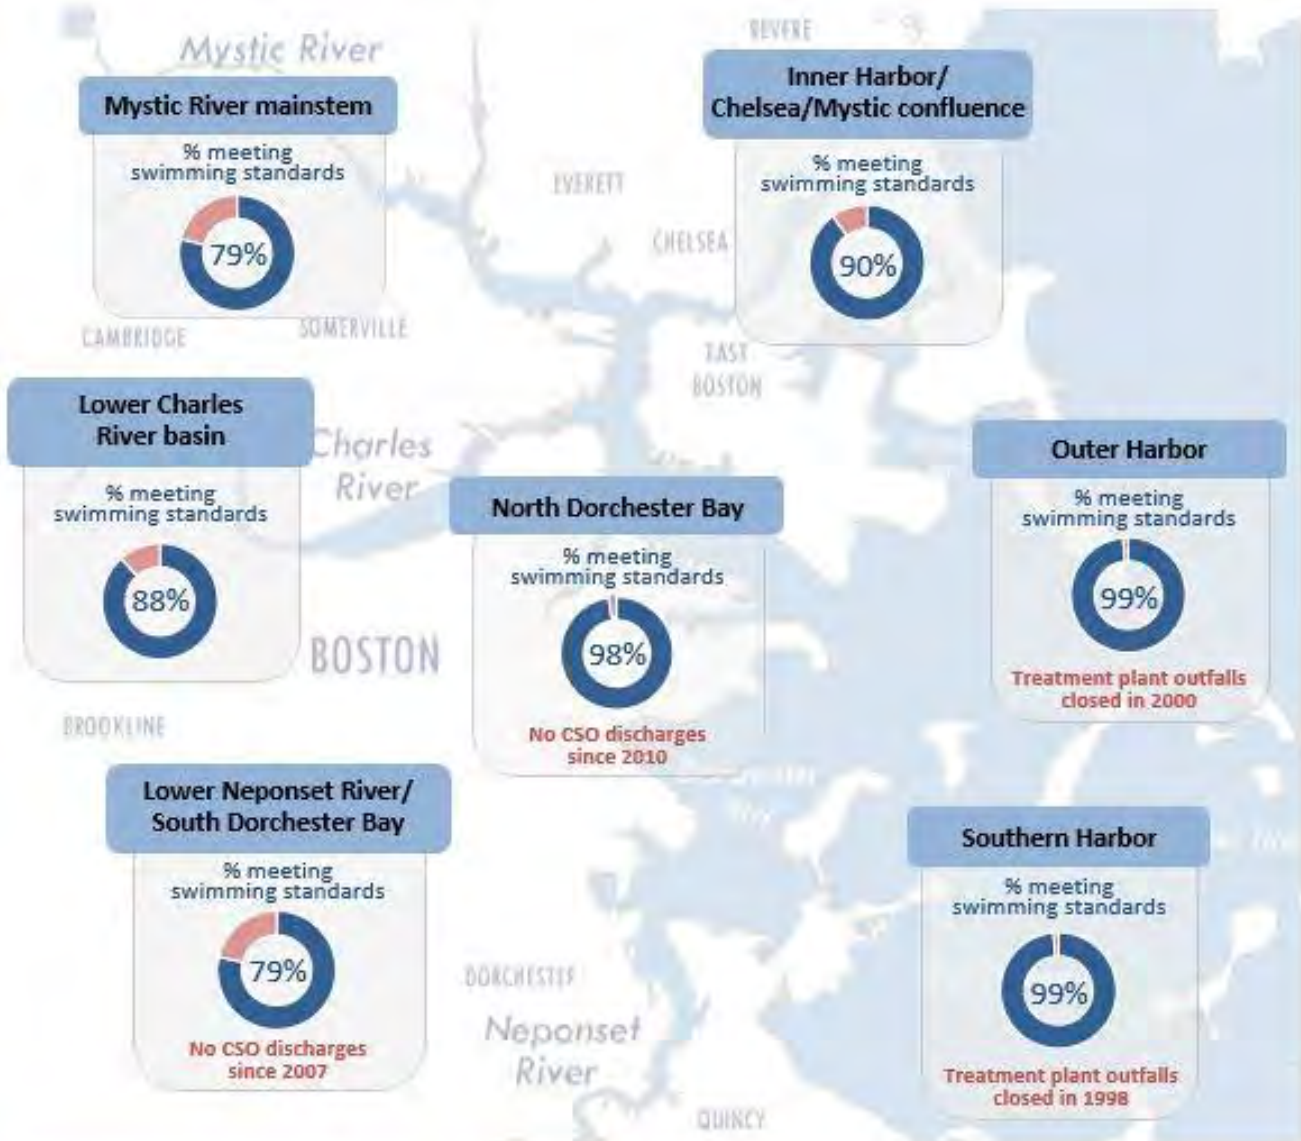 REVERE
Mystic River
Mystic River mainstem
% meeting
swimming standards
79%
Inner Harbor/
Chelsea/Mystic confluence
% meeting
swimming standards
90%
EVERETT
CHELSEA
CAMBRIDGE
SOMERVILLE
EAST
BOSTON
Lower Charles
River basin
% meeting
swimming standards
88%
Charles
River
North Dorchester Bay
% meeting
swimming standards
98%
No CSO discharges
since 2010
Outer Harbor
% meeting
swimming standards
99%
Treatment plant outfalls
closed in 2000
BOSTON
BROOKLINE
Lower Neponset River/
South Dorchester Bay
% meeting
swimming standards
79%
No CSO discharges
since 2007
Southern Harbor
% meeting
swimming standards
99%
Treatment plant outfalls
closed in 1998
DORCHESTER
Neponset
River
QUINCY